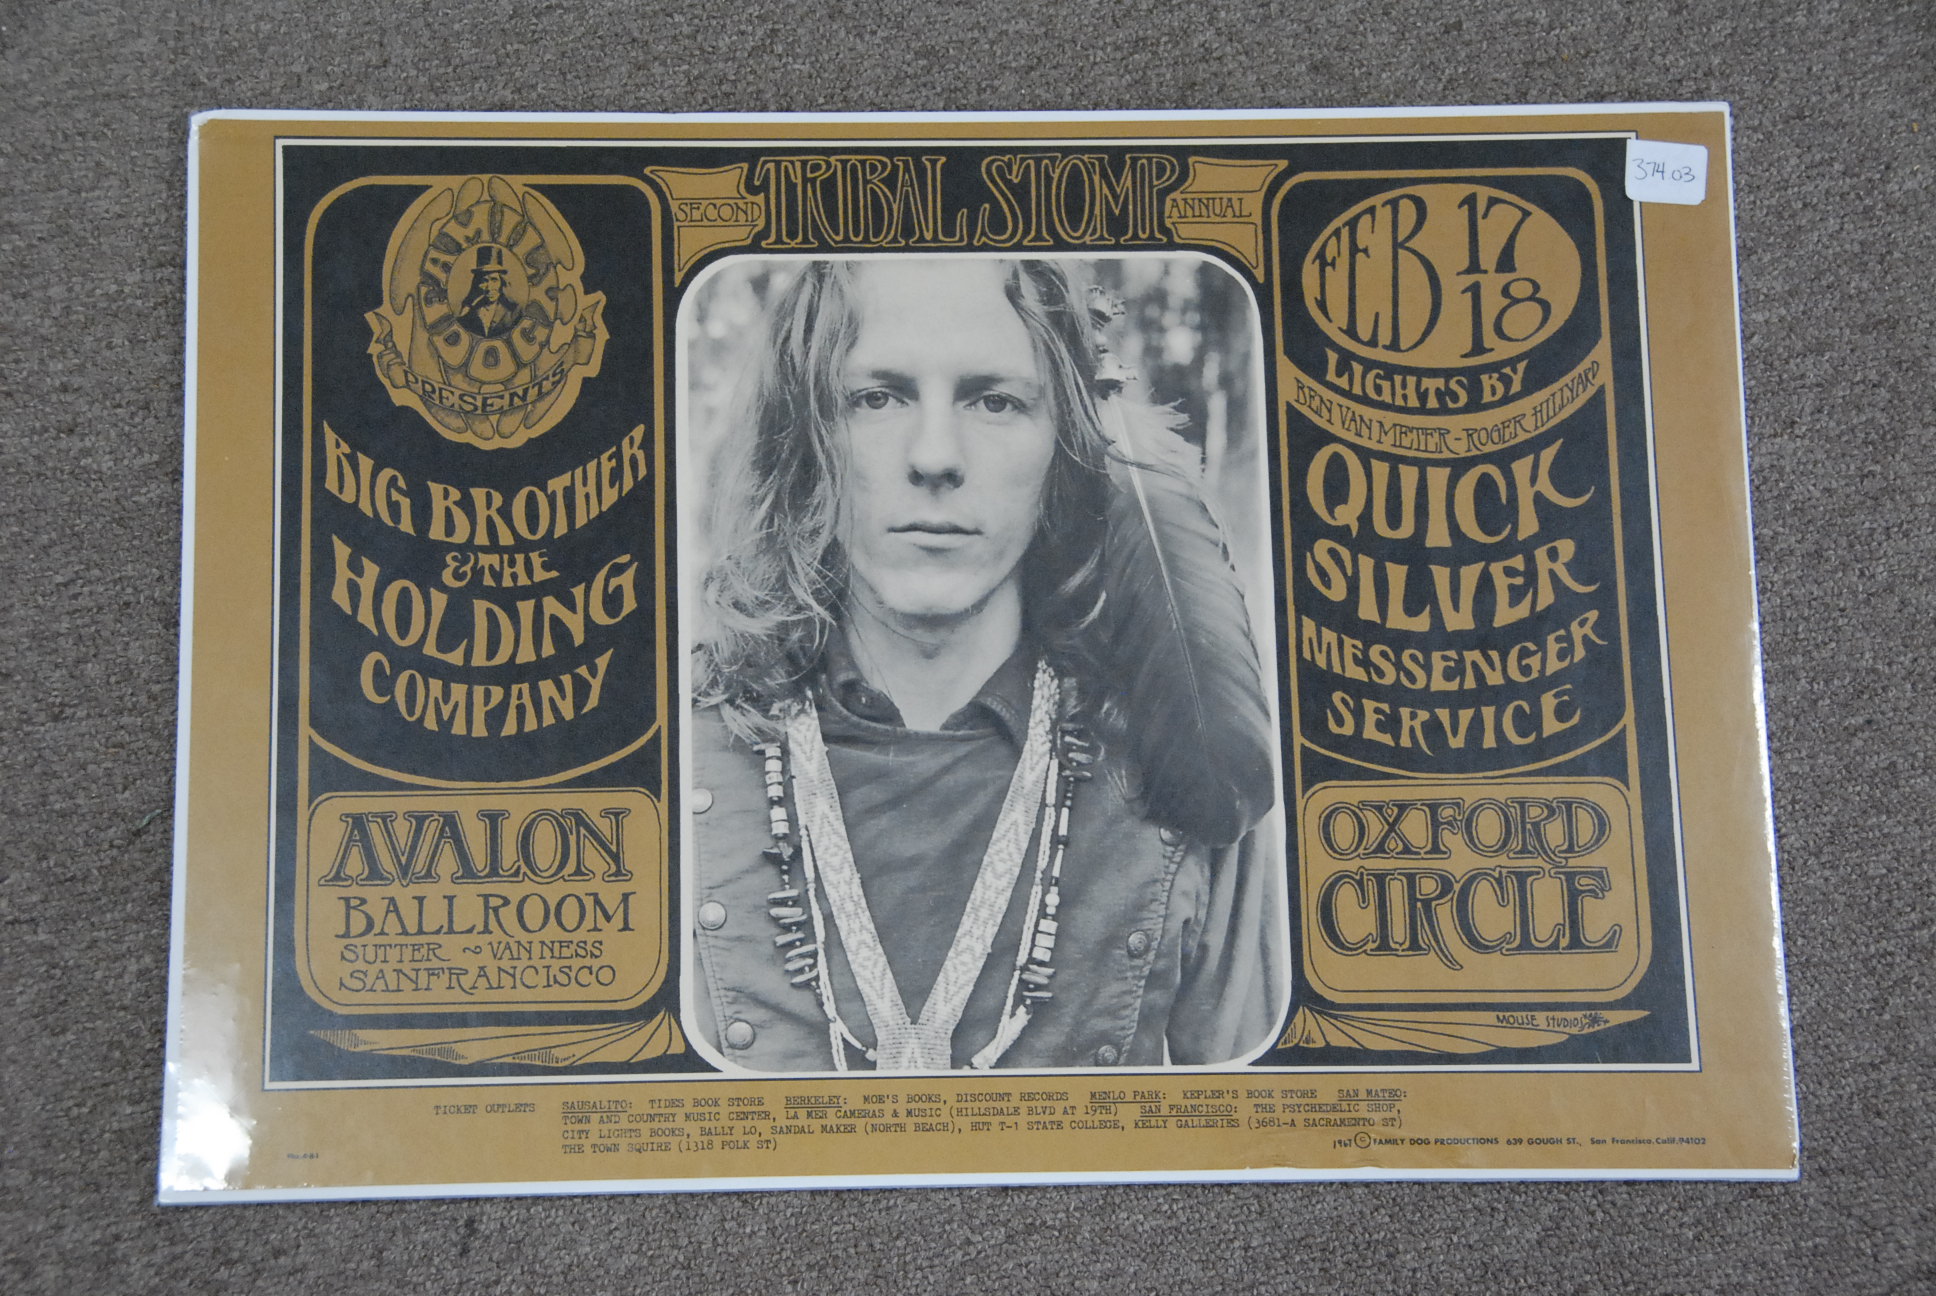 SECOND TRIBAL STOMP ANNUAL
374.03
FAMILY
DOG
PRESENTS
BIG BROTHER
& THE
HOLDING
COMPANY
AVALON
BALLROOM
SUTTER ~ VAN NESS
SAN FRANCISCO
FEB 17
18
LIGHTS BY
BEN VAN METER - ROGER HILLYARD
QUICK
SILVER
MESSENGER
SERVICE
OXFORD
CIRCLE
MOUSE STUDIOS
TICKET OUTLETS SAUSALITO: TIDES BOOK STORE BERKELEY: MOE'S BOOKS, DISCOUNT RECORDS MENLO PARK: KEPLER'S BOOK STORE SAN MATEO:
TOWN AND COUNTRY MUSIC CENTER, LA MER CAMERAS & MUSIC (HILLSDALE BLVD AT 19TH) SAN FRANCISCO: THE PSYCHEDELIC SHOP,
CITY LIGHTS BOOKS, BALLY LO, SANDAL MAKER (NORTH BEACH), HUT T-1 STATE COLLEGE, KELLY GALLERIES (3681-A SACRAMENTO ST)
THE TOWN SQUIRE (1318 POLK ST)
1967 © FAMILY DOG PRODUCTIONS 639 GOUGH ST., San Francisco, Calif. 94102